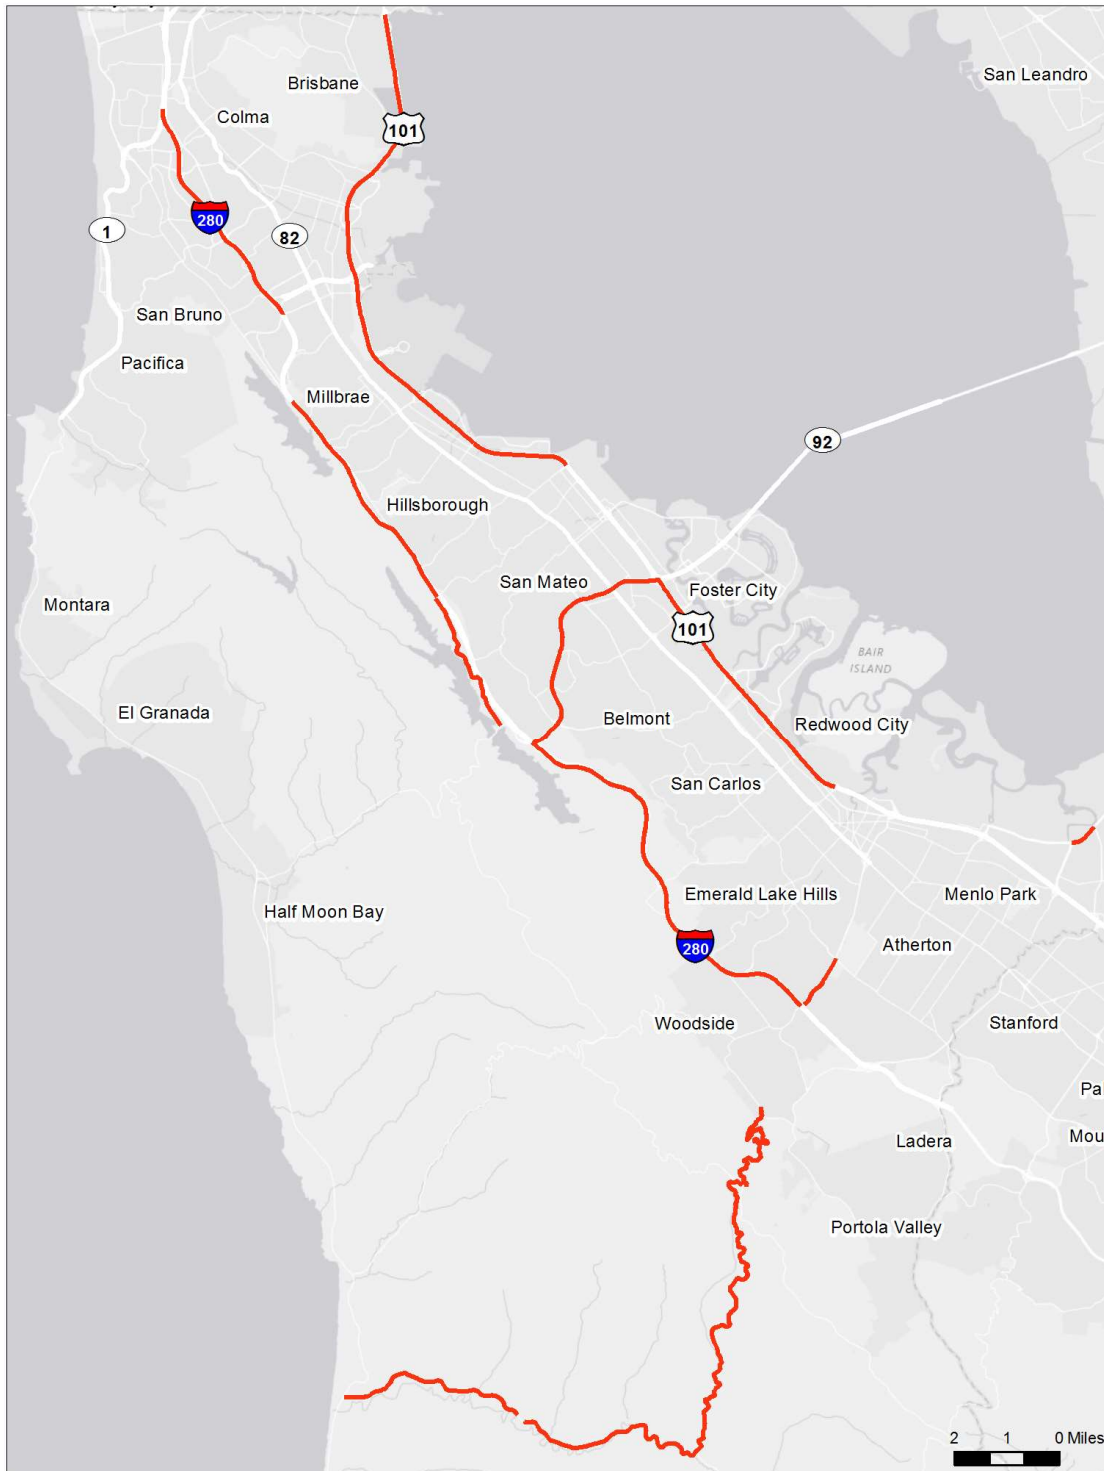 San Leandro
Brisbane
Colma
101
280
1
82
San Bruno
Pacifica
Millbrae
92
Hillsborough
San Mateo
Foster City
Montara
101
BAIR
ISLAND
El Granada
Belmont
Redwood City
San Carlos
Emerald Lake Hills
Menlo Park
Half Moon Bay
Atherton
280
Woodside
Stanford
Pa
Ladera
Mou
Portola Valley
2 1 0 Miles